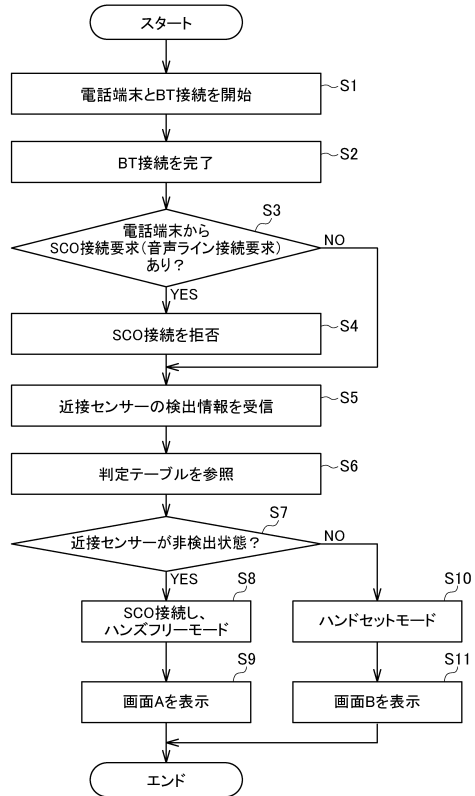 スタート
電話端末とBT接続を開始
S1
BT接続を完了
S2
S3
電話端末から
SCO接続要求(音声ライン接続要求)
あり？
NO
YES
SCO接続を拒否
S4
近接センサーの検出情報を受信
S5
判定テーブルを参照
S6
S7
近接センサーが非検出状態？
NO
YES
S8
SCO接続し、
ハンズフリーモード
S10
ハンドセットモード
S9
画面Aを表示
S11
画面Bを表示
エンド